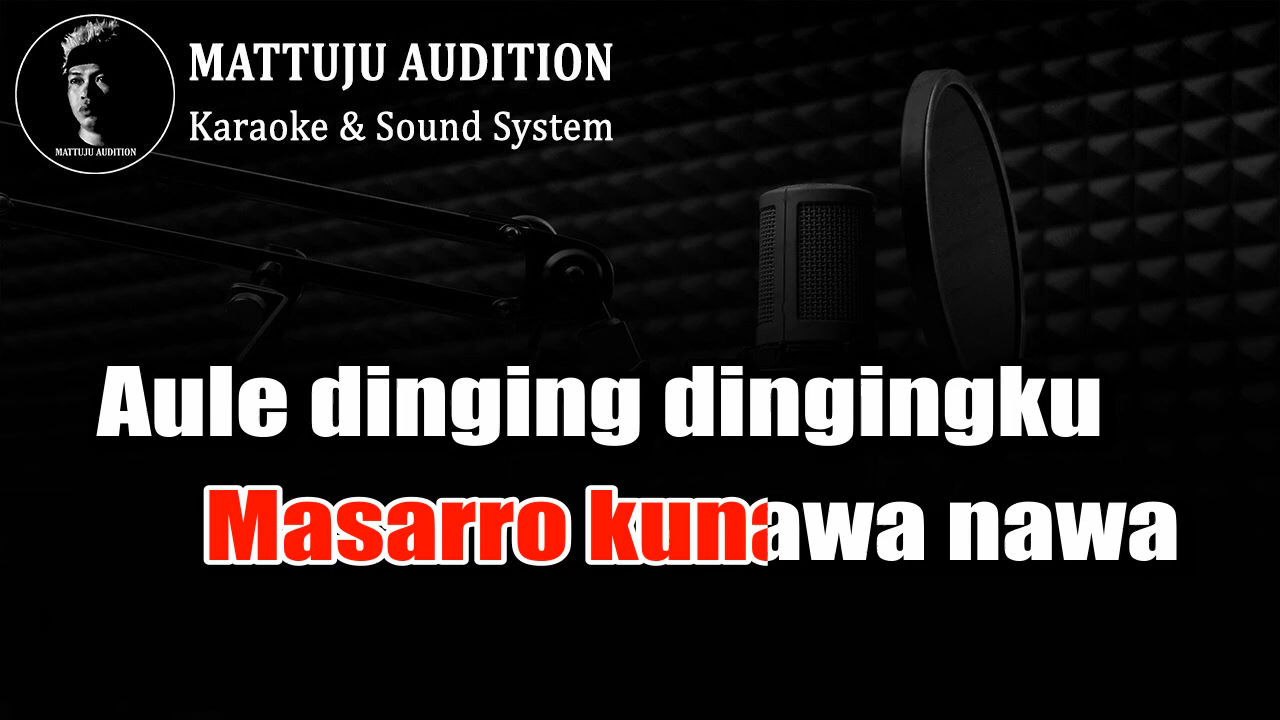 MATTUJU AUDITION
Karaoke & Sound System
MATTUJU AUDITION
Aule dinging dingingku
Masarro kunawa nawa